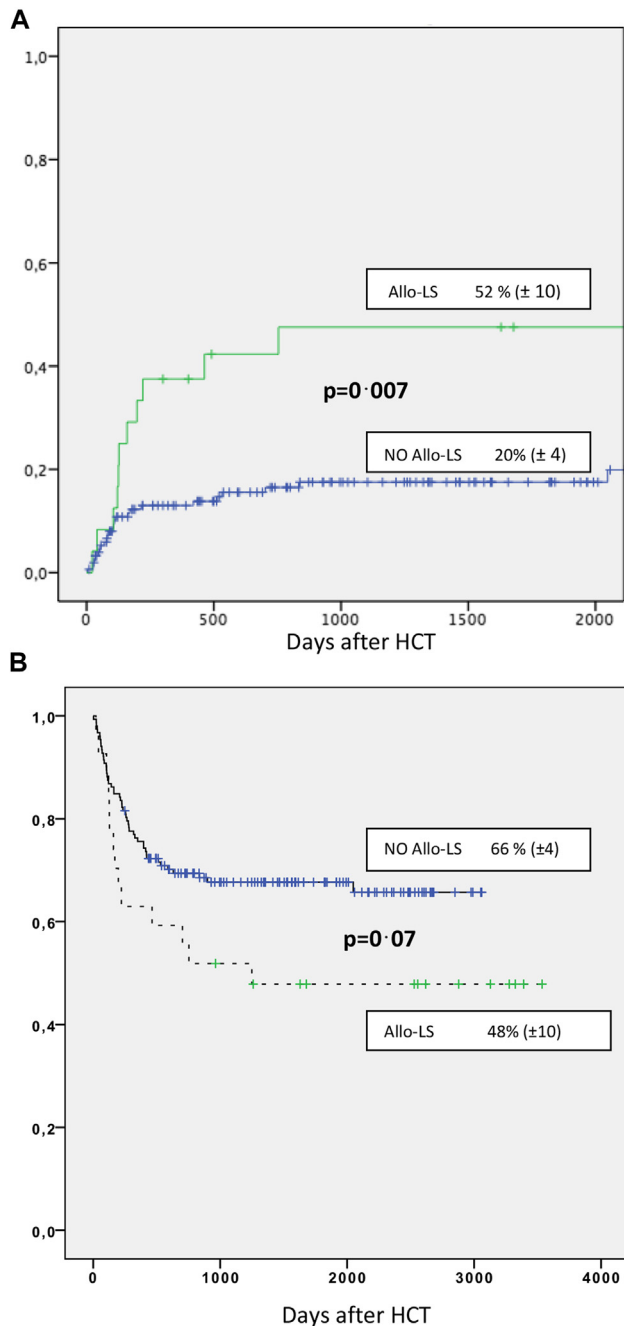 A
1,0
0,8
0,6
Allo-LS 52 % (± 10)
0,4
p=0·007
NO Allo-LS 20% (± 4)
0,2
0,0
0 500 1000 1500 2000
Days after HCT
B
1,0
0,8
NO Allo-LS 66 % (±4)
0,6
p=0·07
0,4
Allo-LS 48% (±10)
0,2
0,0
0 1000 2000 3000 4000
Days after HCT